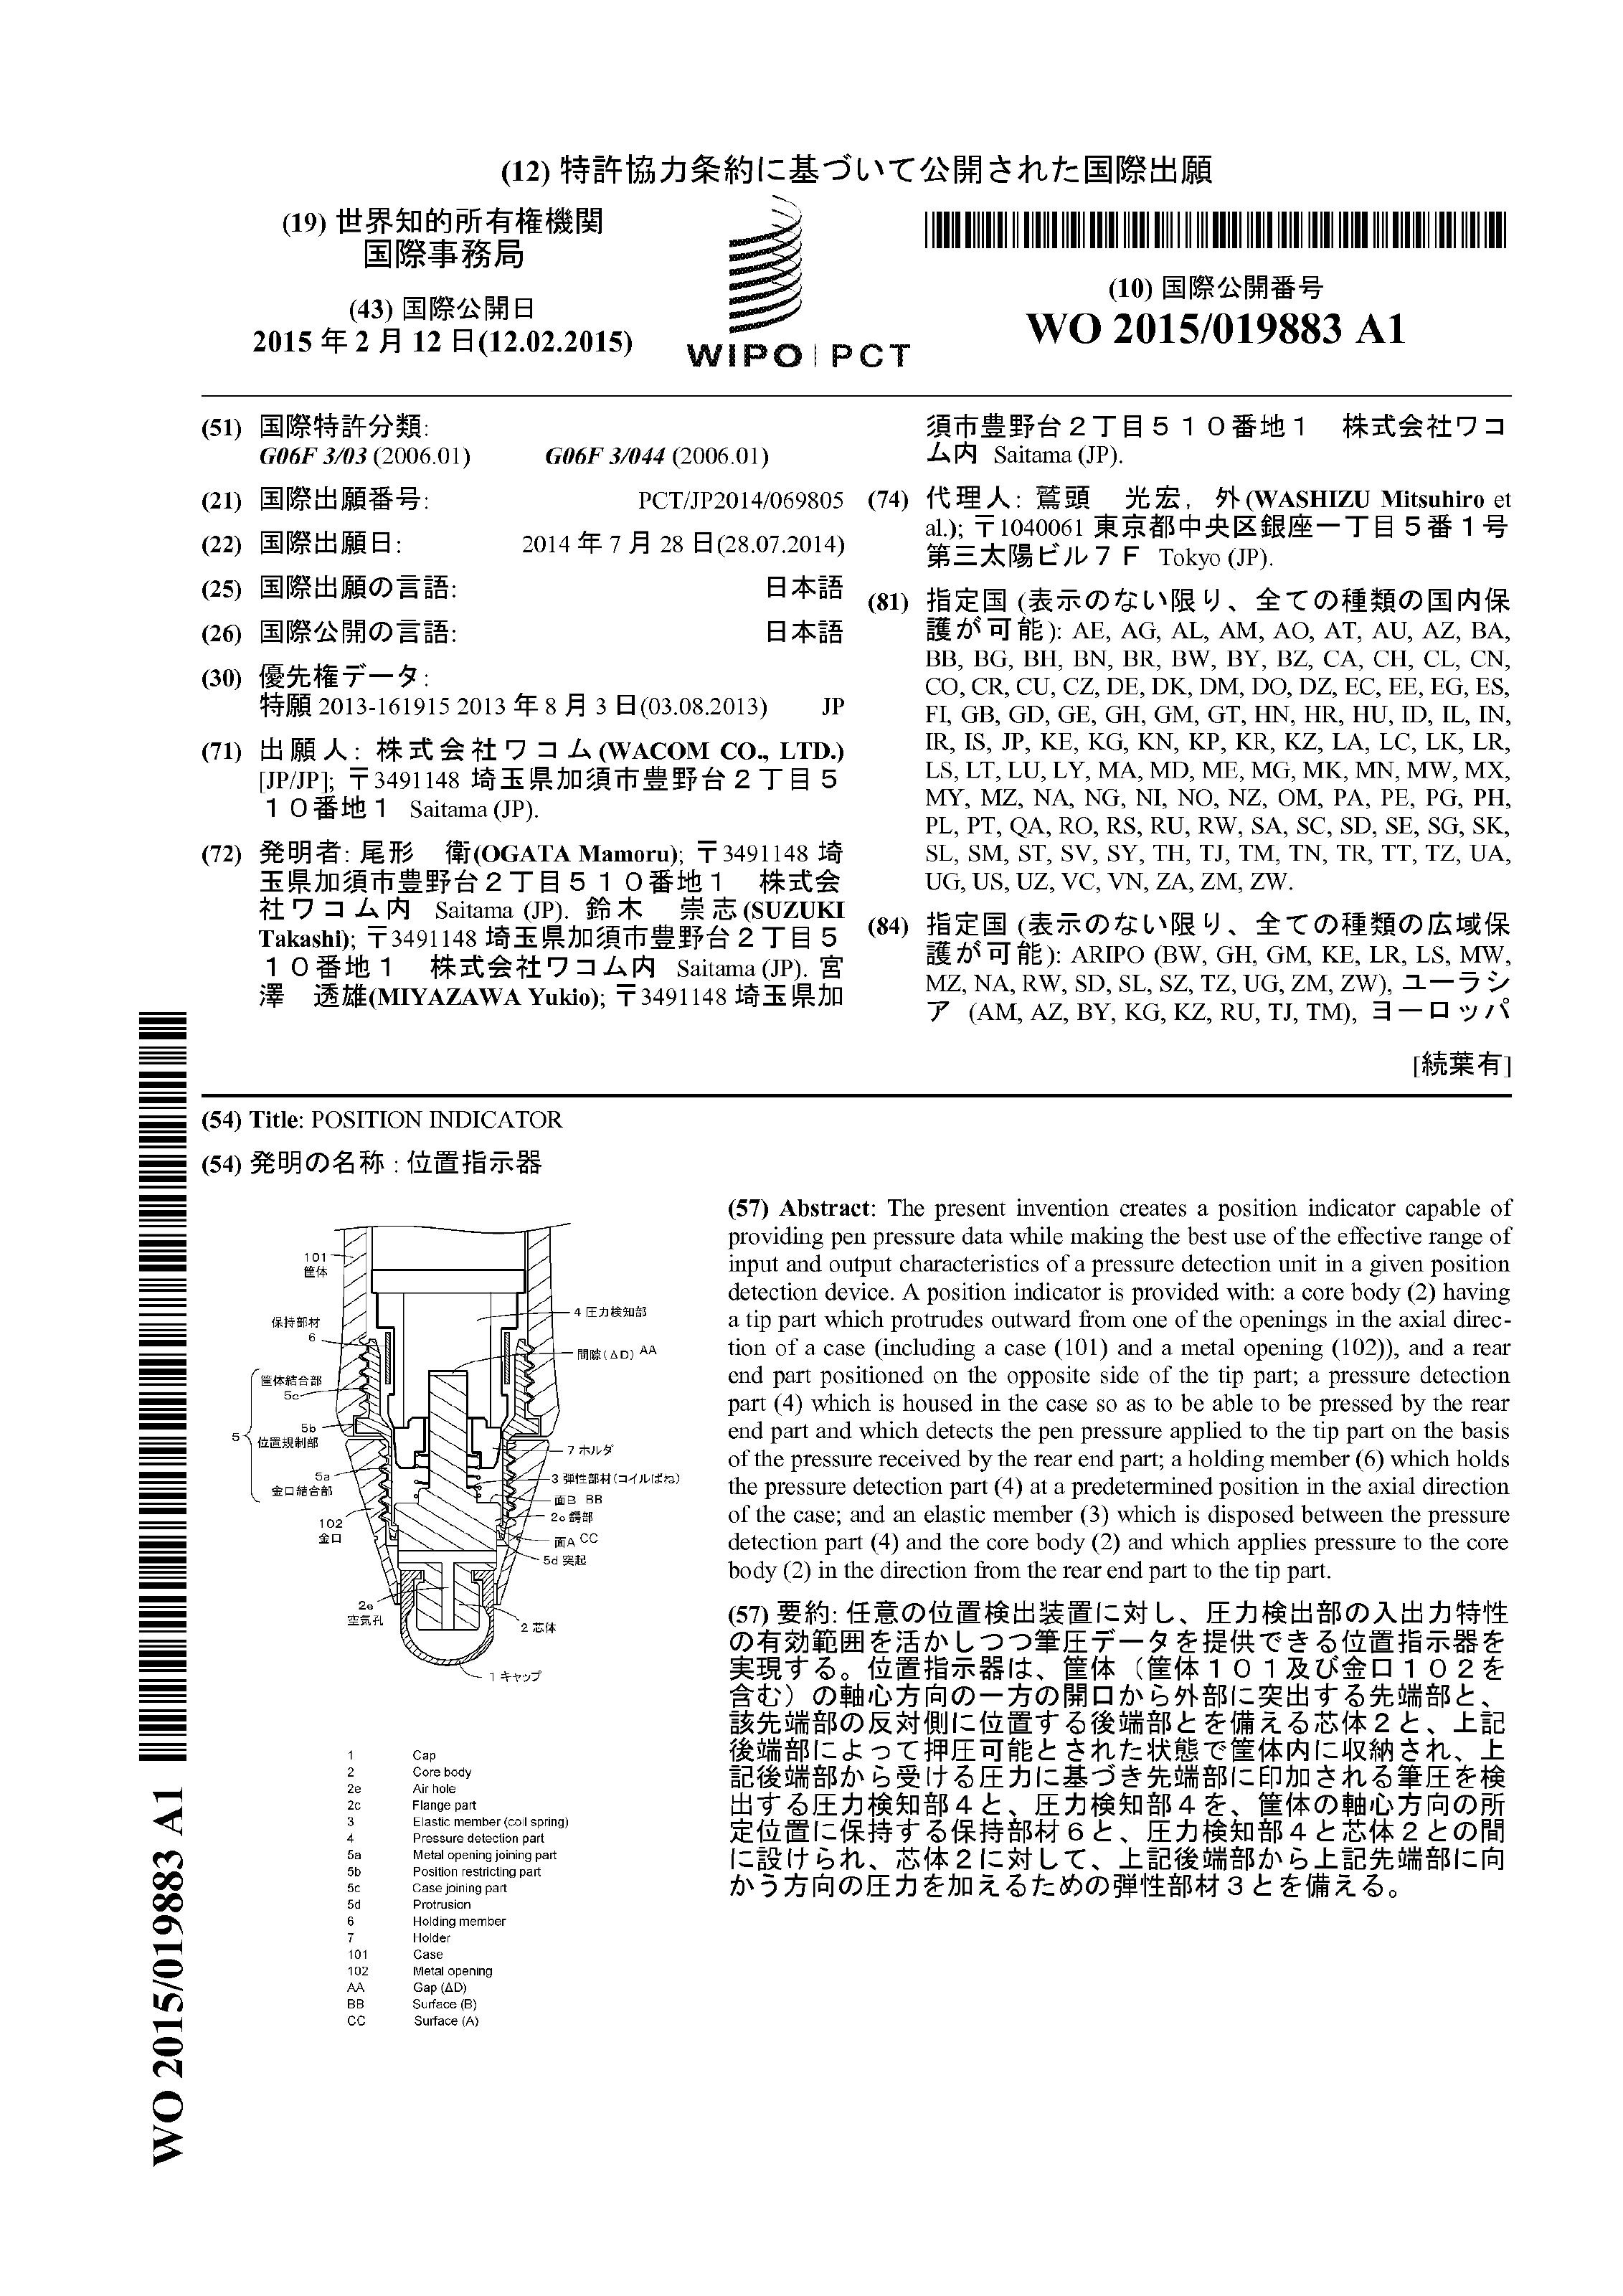 (12) 特許協力条約に基づいて公開された国際出願
(19) 世界知的所有権機関
国際事務局
(43) 国際公開日
2015 年 2 月 12 日(12.02.2015)
WIPO | PCT
(10) 国際公開番号
WO 2015/019883 A1
(51) 国際特許分類:
G06F 3/03 (2006.01) G06F 3/044 (2006.01)
(21) 国際出願番号: PCT/JP2014/069805
(22) 国際出願日: 2014 年 7 月 28 日(28.07.2014)
(25) 国際出願の言語: 日本語
(26) 国際公開の言語: 日本語
(30) 優先権データ:
特願 2013-161915 2013 年 8 月 3 日(03.08.2013) JP
(71) 出願人: 株式会社ワコム(WACOM CO., LTD.)
[JP/JP]; 〒3491148 埼玉県加須市豊野台2丁目5
10番地1 Saitama (JP).
(72) 発明者: 尾形 衛(OGATA Mamoru); 〒3491148 埼
玉県加須市豊野台2丁目510番地1 株式会
社ワコム内 Saitama (JP). 鈴木 崇志(SUZUKI
Takashi); 〒3491148 埼玉県加須市豊野台2丁目5
10番地1 株式会社ワコム内 Saitama (JP). 宮
澤 透雄(MIYAZAWA Yukio); 〒3491148 埼玉県加
須市豊野台2丁目510番地1 株式会社ワコ
ム内 Saitama (JP).
(74) 代理人: 鷲頭 光宏, 外(WASHIZU Mitsuhiro et
al.); 〒1040061 東京都中央区銀座一丁目5番1号
第三太陽ビル7F Tokyo (JP).
(81) 指定国 (表示のない限り、全ての種類の国内保
護が可能): AE, AG, AL, AM, AO, AT, AU, AZ, BA,
BB, BG, BH, BN, BR, BW, BY, BZ, CA, CH, CL, CN,
CO, CR, CU, CZ, DE, DK, DM, DO, DZ, EC, EE, EG, ES,
FI, GB, GD, GE, GH, GM, GT, HN, HR, HU, ID, IL, IN,
IR, IS, JP, KE, KG, KN, KP, KR, KZ, LA, LC, LK, LR,
LS, LT, LU, LY, MA, MD, ME, MG, MK, MN, MW, MX,
MY, MZ, NA, NG, NI, NO, NZ, OM, PA, PE, PG, PH,
PL, PT, QA, RO, RS, RU, RW, SA, SC, SD, SE, SG, SK,
SL, SM, ST, SV, SY, TH, TJ, TM, TN, TR, TT, TZ, UA,
UG, US, UZ, VC, VN, ZA, ZM, ZW.
(84) 指定国 (表示のない限り、全ての種類の広域保
護が可能): ARIPO (BW, GH, GM, KE, LR, LS, MW,
MZ, NA, RW, SD, SL, SZ, TZ, UG, ZM, ZW), ユーラシ
ア (AM, AZ, BY, KG, KZ, RU, TJ, TM), ヨーロッパ
[続葉有]
(54) Title: POSITION INDICATOR
(54) 発明の名称 : 位置指示器
101
筐体
保持部材
6
筐体結合部
5c
5b
5
位置規制部
5a
金口結合部
102
金口
2e
空気孔
4 圧力検知部
間隙(ΔD) AA
7 ホルダ
3 弾性部材(コイルばね)
面B BB
2c 鍔部
面A CC
5d 突起
2 芯体
1 キャップ
1 Cap
2 Core body
2e Air hole
2c Flange part
3 Elastic member (coil spring)
4 Pressure detection part
5a Metal opening joining part
5b Position restricting part
5c Case joining part
5d Protrusion
6 Holding member
7 Holder
101 Case
102 Metal opening
AA Gap (ΔD)
BB Surface (B)
CC Surface (A)
(57) Abstract: The present invention creates a position indicator capable of
providing pen pressure data while making the best use of the effective range of
input and output characteristics of a pressure detection unit in a given position
detection device. A position indicator is provided with: a core body (2) having
a tip part which protrudes outward from one of the openings in the axial direc-
tion of a case (including a case (101) and a metal opening (102)), and a rear
end part positioned on the opposite side of the tip part; a pressure detection
part (4) which is housed in the case so as to be able to be pressed by the rear
end part and which detects the pen pressure applied to the tip part on the basis
of the pressure received by the rear end part; a holding member (6) which holds
the pressure detection part (4) at a predetermined position in the axial direction
of the case; and an elastic member (3) which is disposed between the pressure
detection part (4) and the core body (2) and which applies pressure to the core
body (2) in the direction from the rear end part to the tip part.
(57) 要約: 任意の位置検出装置に対し、圧力検出部の入出力特性
の有効範囲を活かしつつ筆圧データを提供できる位置指示器を
実現する。位置指示器は、筐体(筐体101及び金口102を
含む)の軸心方向の一方の開口から外部に突出する先端部と、
該先端部の反対側に位置する後端部とを備える芯体2と、上記
後端部によって押圧可能とされた状態で筐体内に収納され、上
記後端部から受ける圧力に基づき先端部に印加される筆圧を検
出する圧力検知部4と、圧力検知部4を、筐体の軸心方向の所
定位置に保持する保持部材6と、圧力検知部4と芯体2との間
に設けられ、芯体2に対して、上記後端部から上記先端部に向
かう方向の圧力を加えるための弾性部材3とを備える。
WO 2015/019883 A1